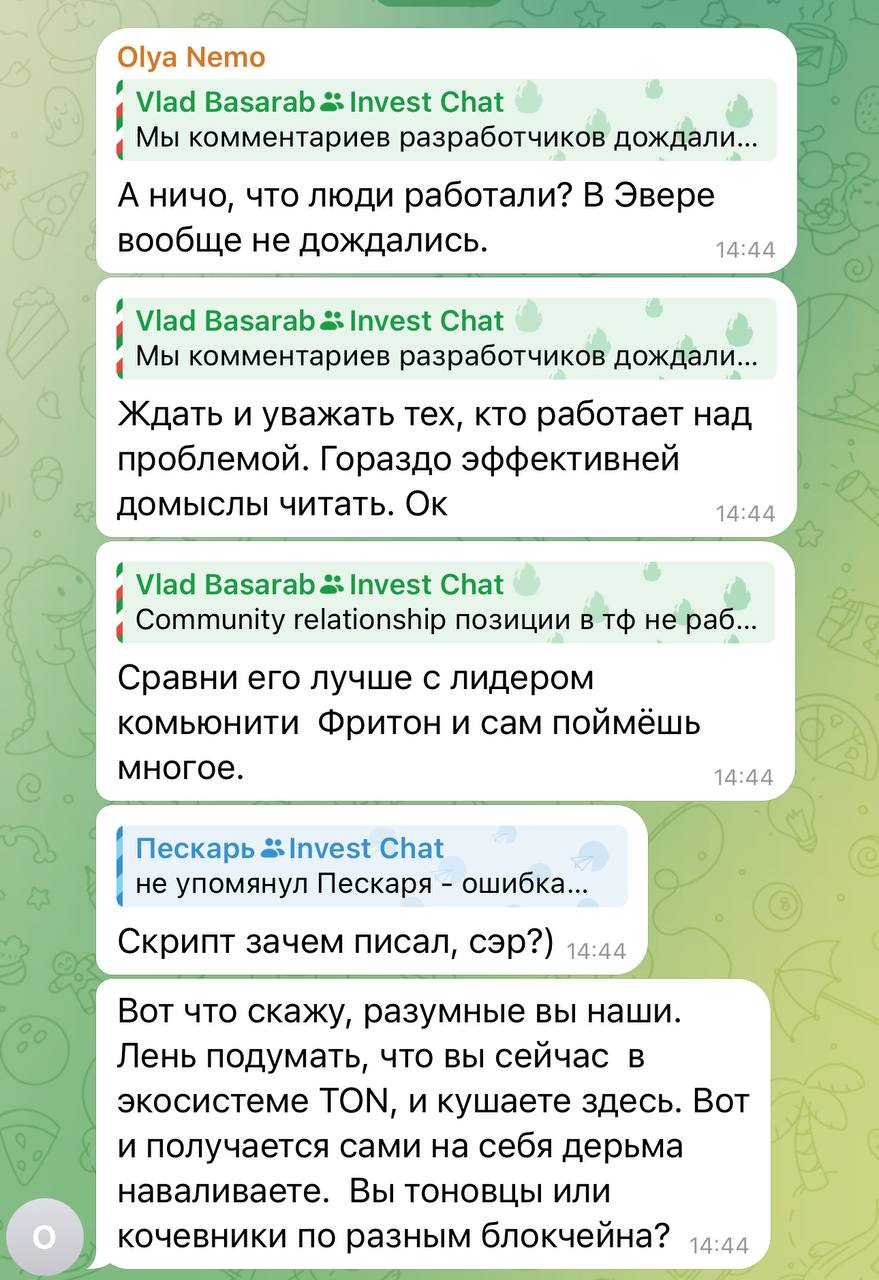 Olya Nemo
Vlad Basarab Invest Chat
Мы комментариев разработчиков дождали...
А ничо, что люди работали? В Эвере
вообще не дождались.
14:44
Vlad Basarab Invest Chat
Мы комментариев разработчиков дождали...
Ждать и уважать тех, кто работает над
проблемой. Гораздо эффективней
домыслы читать. Ок
14:44
Vlad Basarab Invest Chat
Community relationship позиции в тф не раб...
Сравни его лучше с лидером
комьюнити  Фритон и сам поймёшь
многое.
14:44
Пескарь Invest Chat
не упомянул Пескаря - ошибка...
Скрипт зачем писал, сэр?) 14:44
Вот что скажу, разумные вы наши.
Лень подумать, что вы сейчас  в
экосистеме TON, и кушаете здесь. Вот
и получается сами на себя дерьма
наваливаете.  Вы тоновцы или
кочевники по разным блокчейна? 14:44
O